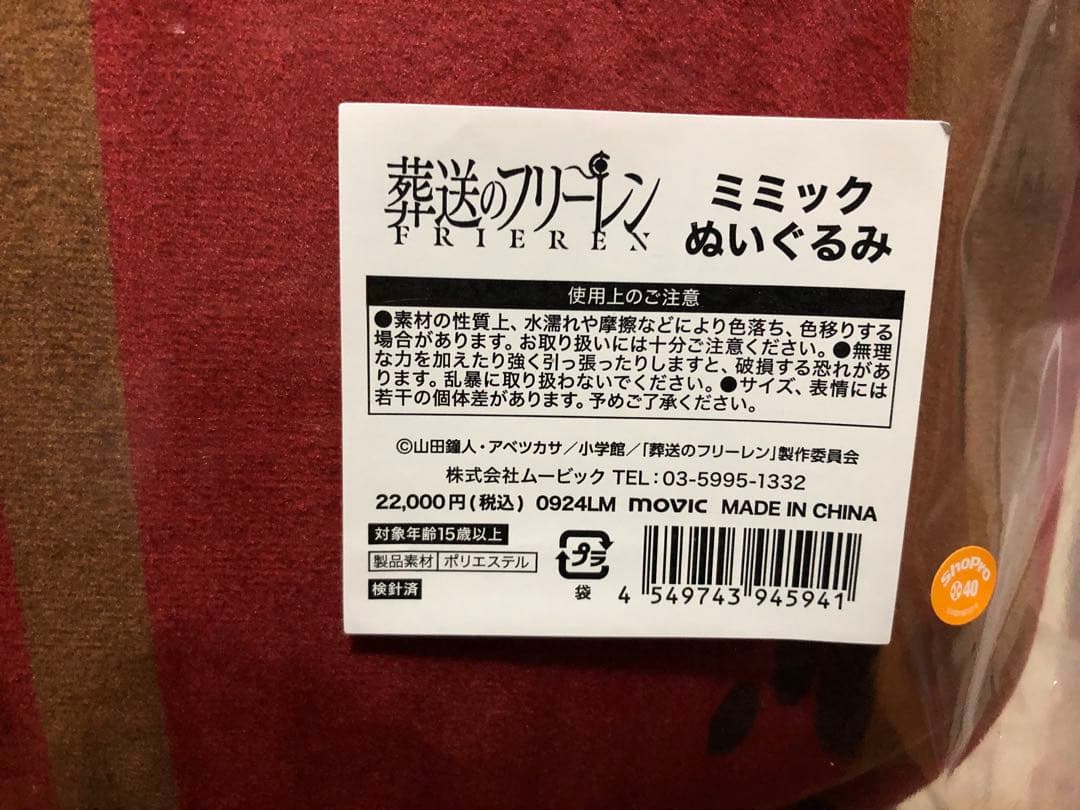 葬送のフリーレン
FRIEREN
ミミック
ぬいぐるみ
使用上のご注意
●素材の性質上、水濡れや摩擦などにより色落ち、色移りする
場合があります。お取り扱いには十分ご注意ください。●無理
な力を加えたり強く引っ張ったりしますと、破損する恐れがあ
ります。乱暴に取り扱わないでください。●サイズ、表情には
若干の個体差があります。予めご了承ください。
©山田鐘人・アベツカサ／小学館／「葬送のフリーレン」製作委員会
株式会社ムービック TEL：03-5995-1332
22,000円(税込) 0924LM movic MADE IN CHINA
対象年齢15歳以上
製品素材 ポリエステル
検針済
プラ
袋
4 549743 945941
ShoPro
40